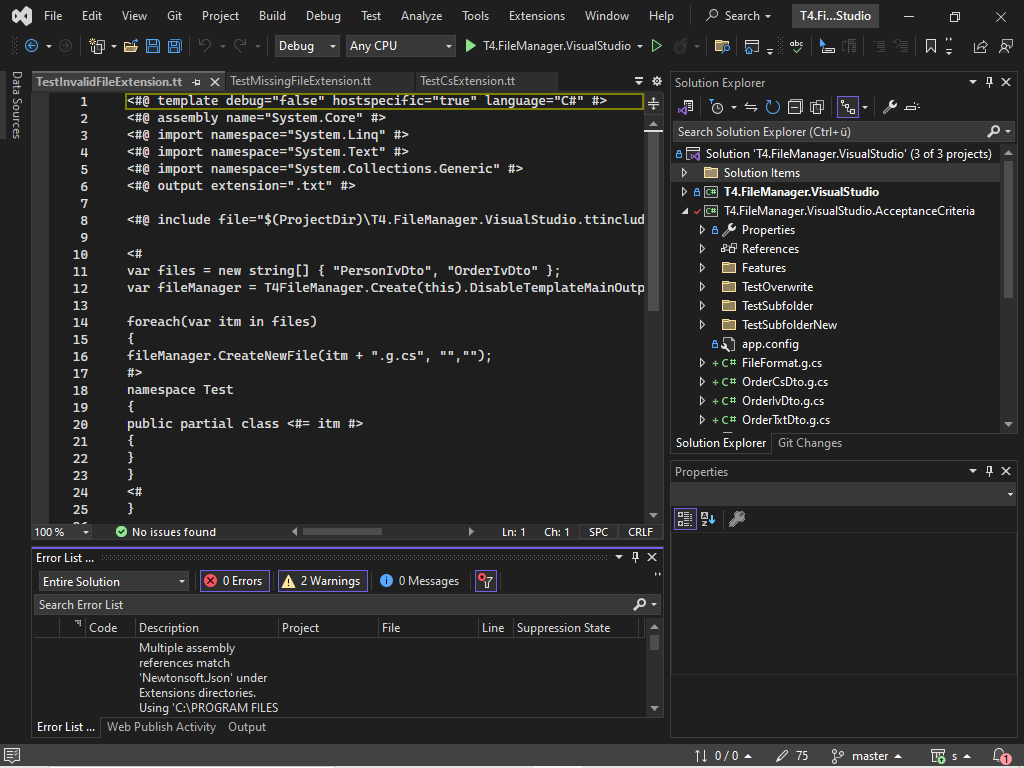 File Edit View Git Project Build Debug Test Analyze Tools Extensions Window Help Search T4.Fi...Studio
Debug Any CPU T4.FileManager.VisualStudio
Data Sources
TestInvalidFileExtension.tt TestMissingFileExtension.tt TestCsExtension.tt
1 <#@ template debug="false" hostspecific="true" language="C#" #>
2 <#@ assembly name="System.Core" #>
3 <#@ import namespace="System.Linq" #>
4 <#@ import namespace="System.Text" #>
5 <#@ import namespace="System.Collections.Generic" #>
6 <#@ output extension=".txt" #>
7
8 <#@ include file="$(ProjectDir)\T4.FileManager.VisualStudio.ttinclud
9
10 <#
11 var files = new string[] { "PersonIvDto", "OrderIvDto" };
12 var fileManager = T4FileManager.Create(this).DisableTemplateMainOutp
13
14 foreach(var itm in files)
15 {
16 fileManager.CreateNewFile(itm + ".g.cs", "","");
17 #>
18 namespace Test
19 {
20 public partial class <#= itm #>
21 {
22 }
23 }
24 <#
25 }
100 % No issues found Ln: 1 Ch: 1 SPC CRLF
Error List ...
Entire Solution 0 Errors 2 Warnings 0 Messages
Search Error List
Code Description Project File Line Suppression State
Multiple assembly
references match
'Newtonsoft.Json' under
Extensions directories.
Using 'C:\PROGRAM FILES
Error List ... Web Publish Activity Output
Solution Explorer
Search Solution Explorer (Ctrl+ü)
Solution 'T4.FileManager.VisualStudio' (3 of 3 projects)
Solution Items
T4.FileManager.VisualStudio
T4.FileManager.VisualStudio.AcceptanceCriteria
Properties
References
Features
TestOverwrite
TestSubfolder
TestSubfolderNew
app.config
FileFormat.g.cs
OrderCsDto.g.cs
OrderIvDto.g.cs
OrderTxtDto.g.cs
Solution Explorer Git Changes
Properties
0 / 0 75 master s 1